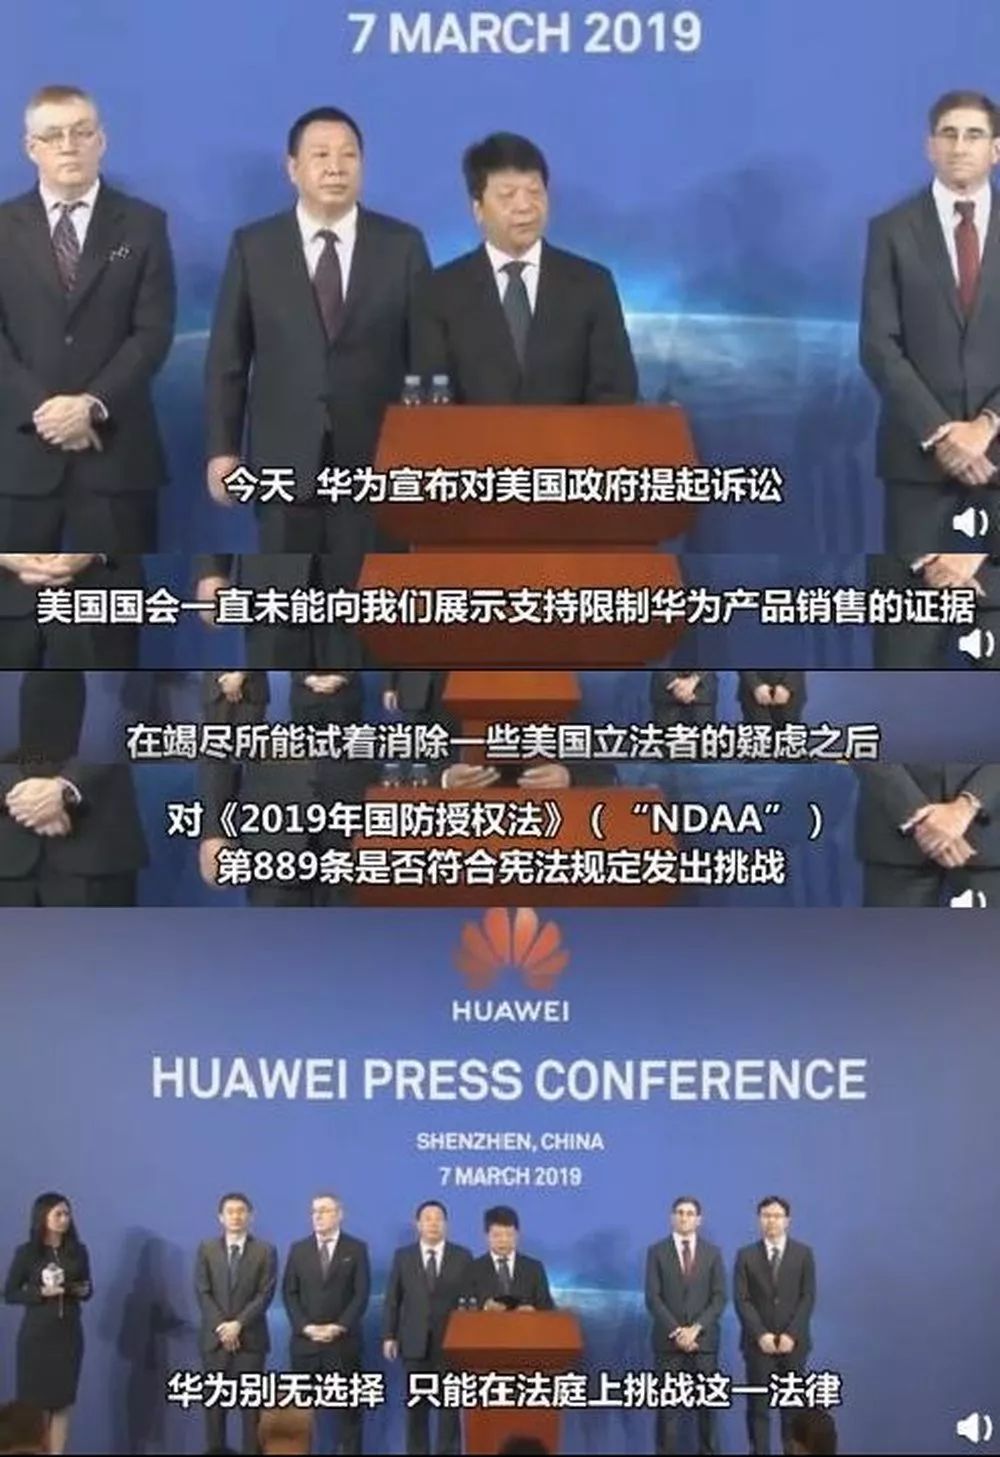 7 MARCH 2019
今天 华为宣布对美国政府提起诉讼
美国国会一直未能向我们展示支持限制华为产品销售的证据
在竭尽所能试着消除一些美国立法者的疑虑之后
对《2019年国防授权法》（“NDAA”）
第889条是否符合宪法规定发出挑战
HUAWEI
HUAWEI PRESS CONFERENCE
SHENZHEN, CHINA
7 MARCH 2019
华为别无选择 只能在法庭上挑战这一法律